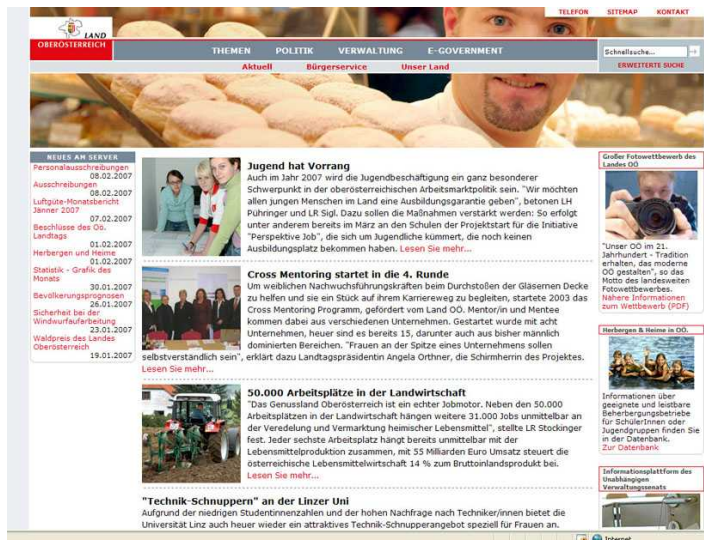 TELEFON SITEMAP KONTAKT
LAND
OBERÖSTERREICH
THEMEN POLITIK VERWALTUNG E-GOVERNMENT
Schnellsuche...
Aktuell Bürgerservice Unser Land
ERWEITERTE SUCHE
NEUES AM SERVER
Personalausschreibungen
08.02.2007
Ausschreibungen
08.02.2007
Luftgüte-Monatsbericht
Jänner 2007
07.02.2007
Beschlüsse des Oö.
Landtags
01.02.2007
Herbergen und Heime
01.02.2007
Statistik - Grafik des
Monats
30.01.2007
Bevölkerungsprognosen
26.01.2007
Sicherheit bei der
Windwurfaufarbeitung
23.01.2007
Waldpreis des Landes
Oberösterreich
19.01.2007
Jugend hat Vorrang
Auch im Jahr 2007 wird die Jugendbeschäftigung ein ganz besonderer
Schwerpunkt in der oberösterreichischen Arbeitsmarktpolitik sein. "Wir möchten
allen jungen Menschen im Land eine Ausbildungsgarantie geben", betonen LH
Pühringer und LR Sigl. Dazu sollen die Maßnahmen verstärkt werden: So erfolgt
unter anderem bereits im März an den Schulen der Projektstart für die Initiative
"Perspektive Job", die sich um Jugendliche kümmert, die noch keinen
Ausbildungsplatz bekommen haben. Lesen Sie mehr...
Cross Mentoring startet in die 4. Runde
Um weiblichen Nachwuchsführungskräften beim Durchstoßen der Gläsernen Decke
zu helfen und sie ein Stück auf ihrem Karriereweg zu begleiten, startete 2003 das
Cross Mentoring Programm, gefördert vom Land OÖ. Mentor/in und Mentee
kommen dabei aus verschiedenen Unternehmen. Gestartet wurde mit acht
Unternehmen, heuer sind es bereits 15, darunter auch aus bisher männlich
dominierten Bereichen. "Frauen an der Spitze eines Unternehmens sollen
selbstverständlich sein", erklärt dazu Landtagspräsidentin Angela Orthner, die Schirmherrin des Projektes.
Lesen Sie mehr...
50.000 Arbeitsplätze in der Landwirtschaft
"Das Genussland Oberösterreich ist ein echter Jobmotor. Neben den 50.000
Arbeitsplätzen in der Landwirtschaft hängen weitere 31.000 Jobs unmittelbar an
der Veredelung und Vermarktung heimischer Lebensmittel", stellte LR Stockinger
fest. Jeder sechste Arbeitsplatz hängt bereits unmittelbar mit der
Lebensmittelproduktion zusammen, mit 55 Milliarden Euro Umsatz steuert die
österreichische Lebensmittelwirtschaft 14 % zum Bruttoinlandsprodukt bei.
Lesen Sie mehr...
"Technik-Schnuppern" an der Linzer Uni
Aufgrund der niedrigen Studentinnenzahlen und der hohen Nachfrage nach Techniker/innen bietet die
Universität Linz auch heuer wieder ein attraktives Technik-Schnupperangebot speziell für Frauen an.
Großer Fotowettbewerb des
Landes OÖ
"Unser OÖ im 21.
Jahrhundert - Tradition
erhalten, das moderne
OÖ gestalten", so das
Motto des landesweiten
Fotowettbewerbes.
Nähere Informationen
zum Wettbewerb (PDF)
Herbergen & Heime in OÖ.
Informationen über
geeignete und leistbare
Beherbergungsbetriebe
für SchülerInnen oder
Jugendgruppen finden Sie
in der Datenbank.
Zur Datenbank
Informationsplattform des
Unabhängigen
Verwaltungssenats
Internet